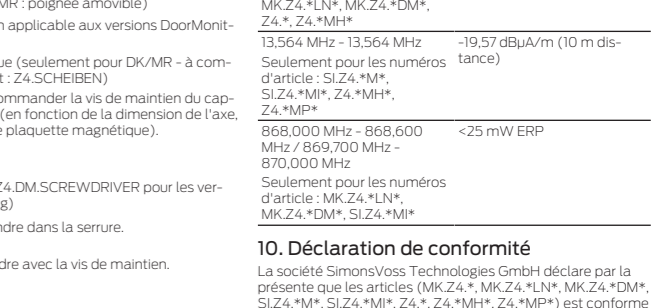 MR : poignée amovible)
n applicable aux versions DoorMonit-
ue (seulement pour DK/MR - à com-
t : Z4.SCHEIBEN)
ommander la vis de maintien du cap-
(en fonction de la dimension de l'axe,
e plaquette magnétique).
Z4.DM.SCREWDRIVER pour les ver-
g)
ndre dans la serrure.
dre avec la vis de maintien.
MK.Z4.*LN*, MK.Z4.*DM*,
Z4.*, Z4.*MH*
13,564 MHz - 13,564 MHz
Seulement pour les numéros
d'article : SI.Z4.*M*,
SI.Z4.*MI*, Z4.*MH*,
Z4.*MP*
-19,57 dBµA/m (10 m dis-
tance)
868,000 MHz - 868,600
MHz / 869,700 MHz -
870,000 MHz
Seulement pour les numéros
d'article : MK.Z4.*LN*,
MK.Z4.*DM*, SI.Z4.*MI*
<25 mW ERP
10. Déclaration de conformité
La société SimonsVoss Technologies GmbH déclare par la
présente que les articles (MK.Z4.*, MK.Z4.*LN*, MK.Z4.*DM*,
SI.Z4.*M*, SI.Z4.*MI*, Z4.*, Z4.*MH*, Z4.*MP*) est conforme